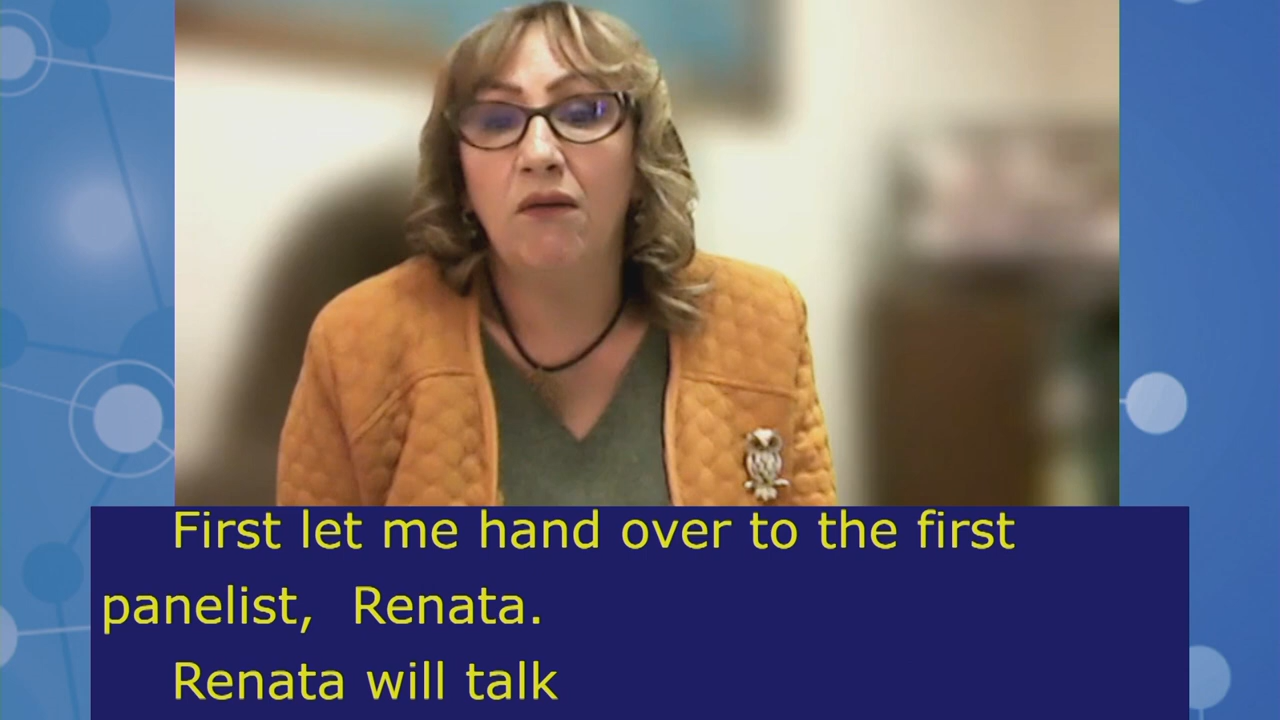 First let me hand over to the first
panelist,  Renata.
Renata will talk